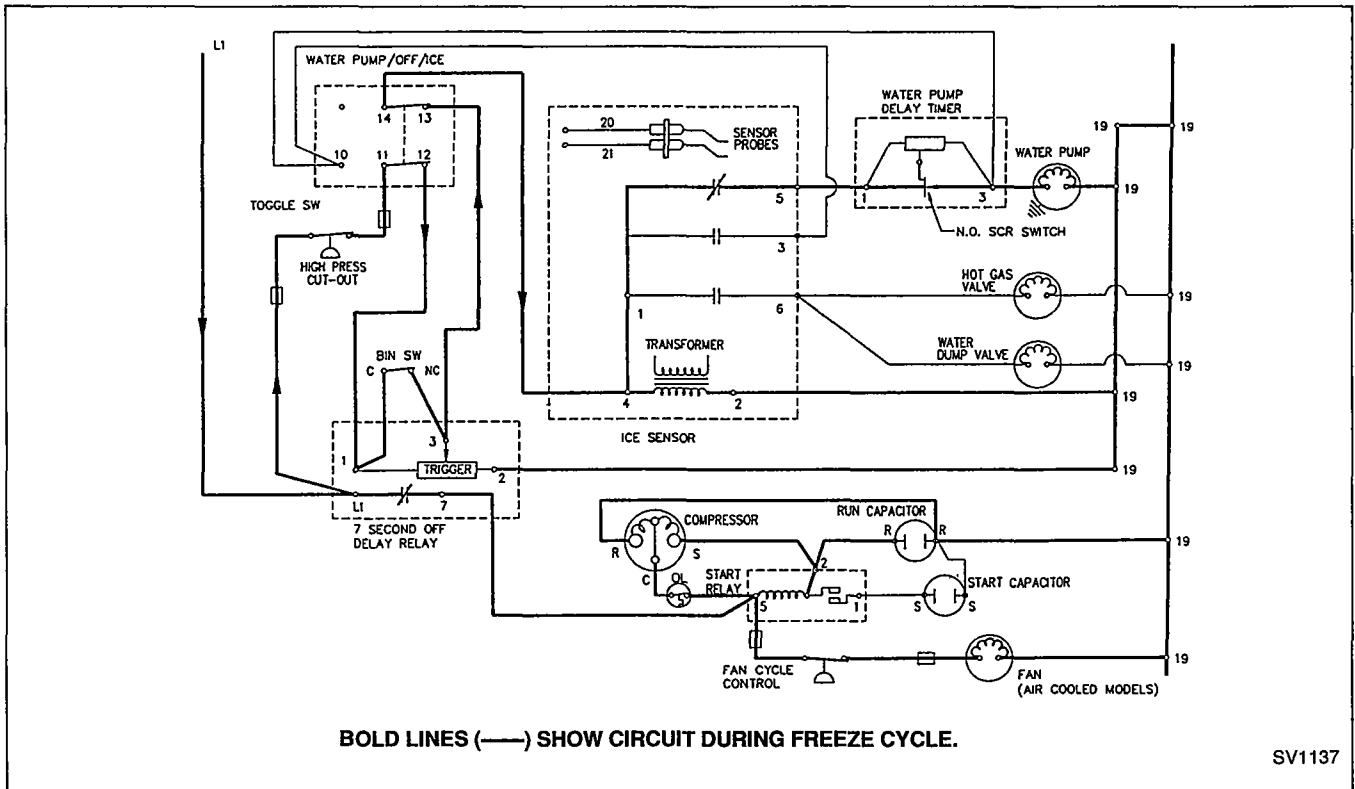 L1
WATER PUMP/OFF/ICE
14 13
10 11 12
TOGGLE SW
HIGH PRESS
CUT-OUT
20
21
SENSOR
PROBES
5
3
1
6
TRANSFORMER
4 2
ICE SENSOR
WATER PUMP
DELAY TIMER
1 3
N.O. SCR SWITCH
WATER PUMP
19 19
19
HOT GAS
VALVE
19
WATER
DUMP VALVE
19
19
BIN SW
C NC
3
1 TRIGGER 2
19
L1 7
7 SECOND OFF
DELAY RELAY
COMPRESSOR
R S
C
OL
START
RELAY
2
5 1
RUN CAPACITOR
R R
19
START CAPACITOR
S S
FAN CYCLE
CONTROL
FAN
(AIR COOLED MODELS)
19
BOLD LINES (——) SHOW CIRCUIT DURING FREEZE CYCLE.
SV1137